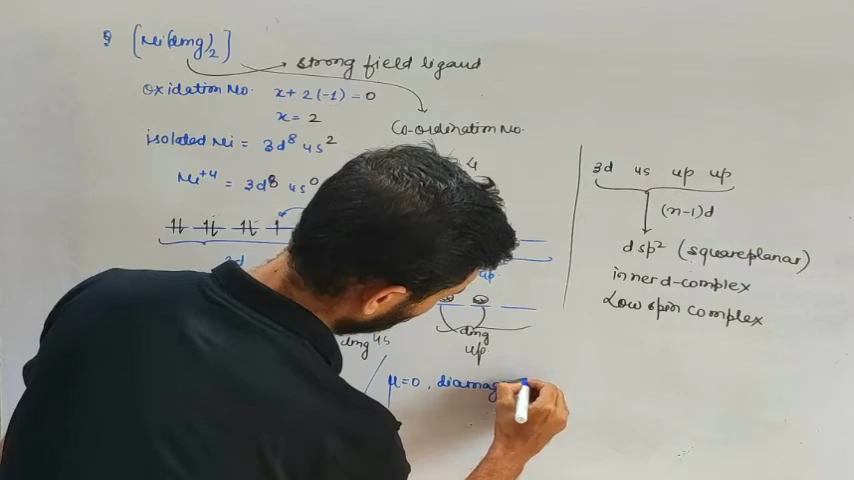 [Ni(dmg)2]
strong field ligand
oxidation No. x + 2(-1) = 0
x = 2
Co-ordination No.
4
isolated Ni = 3d8 4s2
Ni+4 = 3d8 4s0
3d
4p
dmg 4s
dmg
4p
μ=0, diamag
3d 4s 4p 4p
(n-1)d
dsp2 (squareplanar)
inner d-complex
Low spin complex